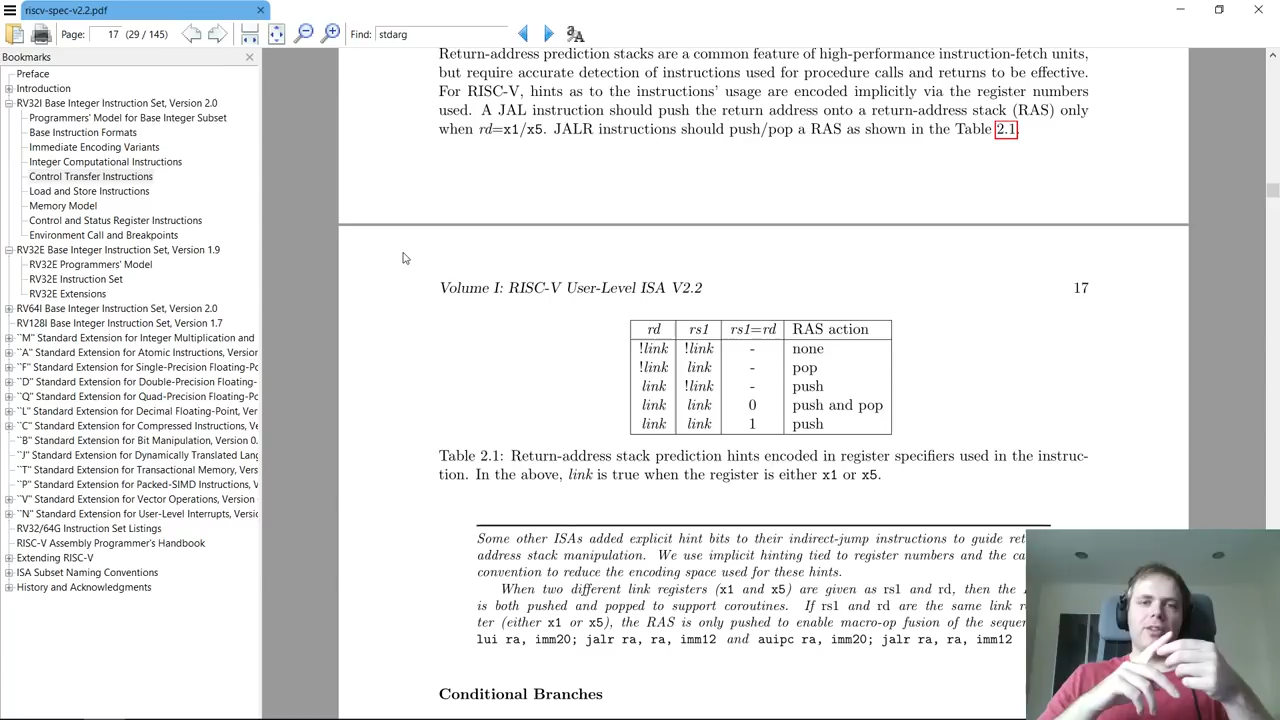 riscv-spec-v2.2.pdf
Page: 17 (29 / 145) Find: stdarg
Bookmarks
Preface
Introduction
RV32I Base Integer Instruction Set, Version 2.0
Programmers' Model for Base Integer Subset
Base Instruction Formats
Immediate Encoding Variants
Integer Computational Instructions
Control Transfer Instructions
Load and Store Instructions
Memory Model
Control and Status Register Instructions
Environment Call and Breakpoints
RV32E Base Integer Instruction Set, Version 1.9
RV32E Programmers' Model
RV32E Instruction Set
RV32E Extensions
RV64I Base Integer Instruction Set, Version 2.0
RV128I Base Integer Instruction Set, Version 1.7
``M'' Standard Extension for Integer Multiplication and
``A'' Standard Extension for Atomic Instructions, Version
``F'' Standard Extension for Single-Precision Floating-Po
``D'' Standard Extension for Double-Precision Floating-
``Q'' Standard Extension for Quad-Precision Floating-Po
``L'' Standard Extension for Decimal Floating-Point, Ver
``C'' Standard Extension for Compressed Instructions, Ve
``B'' Standard Extension for Bit Manipulation, Version 0.
``J'' Standard Extension for Dynamically Translated Lang
``T'' Standard Extension for Transactional Memory, Vers
``P'' Standard Extension for Packed-SIMD Instructions, V
``V'' Standard Extension for Vector Operations, Version
``N'' Standard Extension for User-Level Interrupts, Versio
RV32/64G Instruction Set Listings
RISC-V Assembly Programmer's Handbook
Extending RISC-V
ISA Subset Naming Conventions
History and Acknowledgments
Return-address prediction stacks are a common feature of high-performance instruction-fetch units,
but require accurate detection of instructions used for procedure calls and returns to be effective.
For RISC-V, hints as to the instructions' usage are encoded implicitly via the register numbers
used. A JAL instruction should push the return address onto a return-address stack (RAS) only
when rd=x1/x5. JALR instructions should push/pop a RAS as shown in the Table 2.1.
Volume I: RISC-V User-Level ISA V2.2 17
rd rs1 rs1=rd RAS action
!link !link - none
!link link - pop
link !link - push
link link 0 push and pop
link link 1 push
Table 2.1: Return-address stack prediction hints encoded in register specifiers used in the instruc-
tion. In the above, link is true when the register is either x1 or x5.
Some other ISAs added explicit hint bits to their indirect-jump instructions to guide ret
address stack manipulation. We use implicit hinting tied to register numbers and the ca
convention to reduce the encoding space used for these hints.
When two different link registers (x1 and x5) are given as rs1 and rd, then the
is both pushed and popped to support coroutines. If rs1 and rd are the same link re
ter (either x1 or x5), the RAS is only pushed to enable macro-op fusion of the sequen
lui ra, imm20; jalr ra, ra, imm12 and auipc ra, imm20; jalr ra, ra, imm12
Conditional Branches